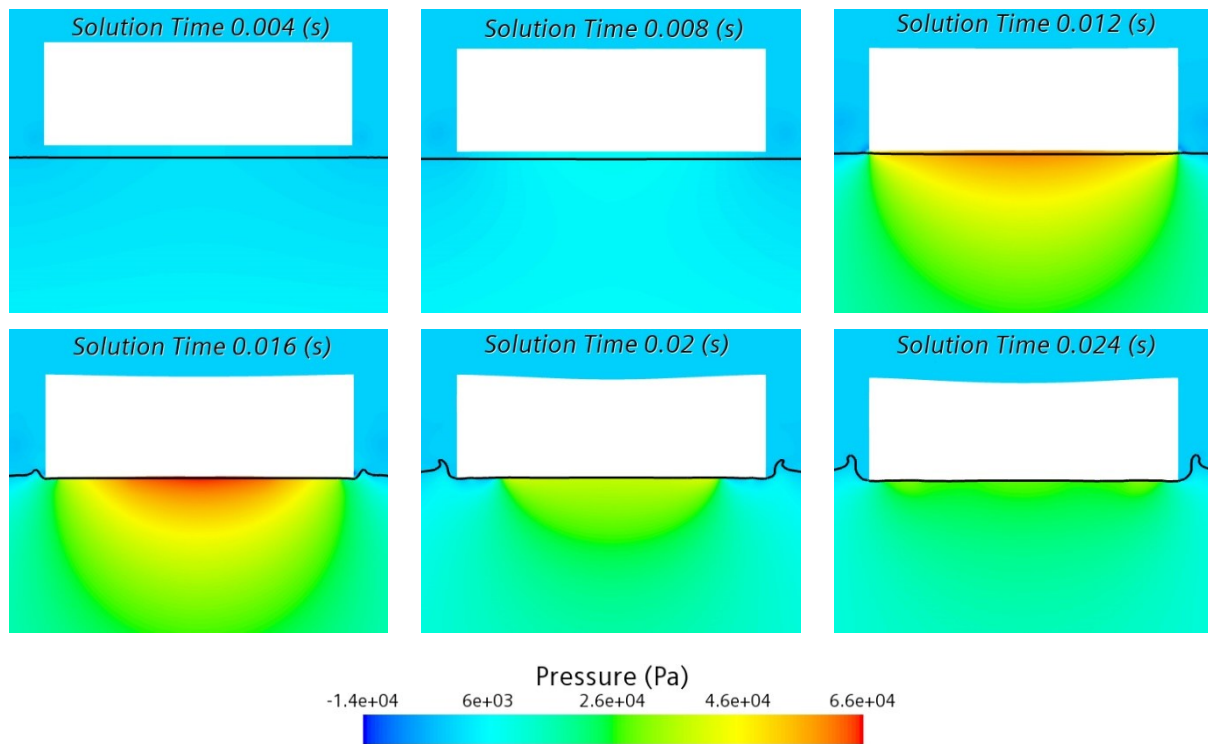 Solution Time 0.004 (s)
Solution Time 0.008 (s)
Solution Time 0.012 (s)
Solution Time 0.016 (s)
Solution Time 0.02 (s)
Solution Time 0.024 (s)
Pressure (Pa)
-1.4e+04 6e+03 2.6e+04 4.6e+04 6.6e+04